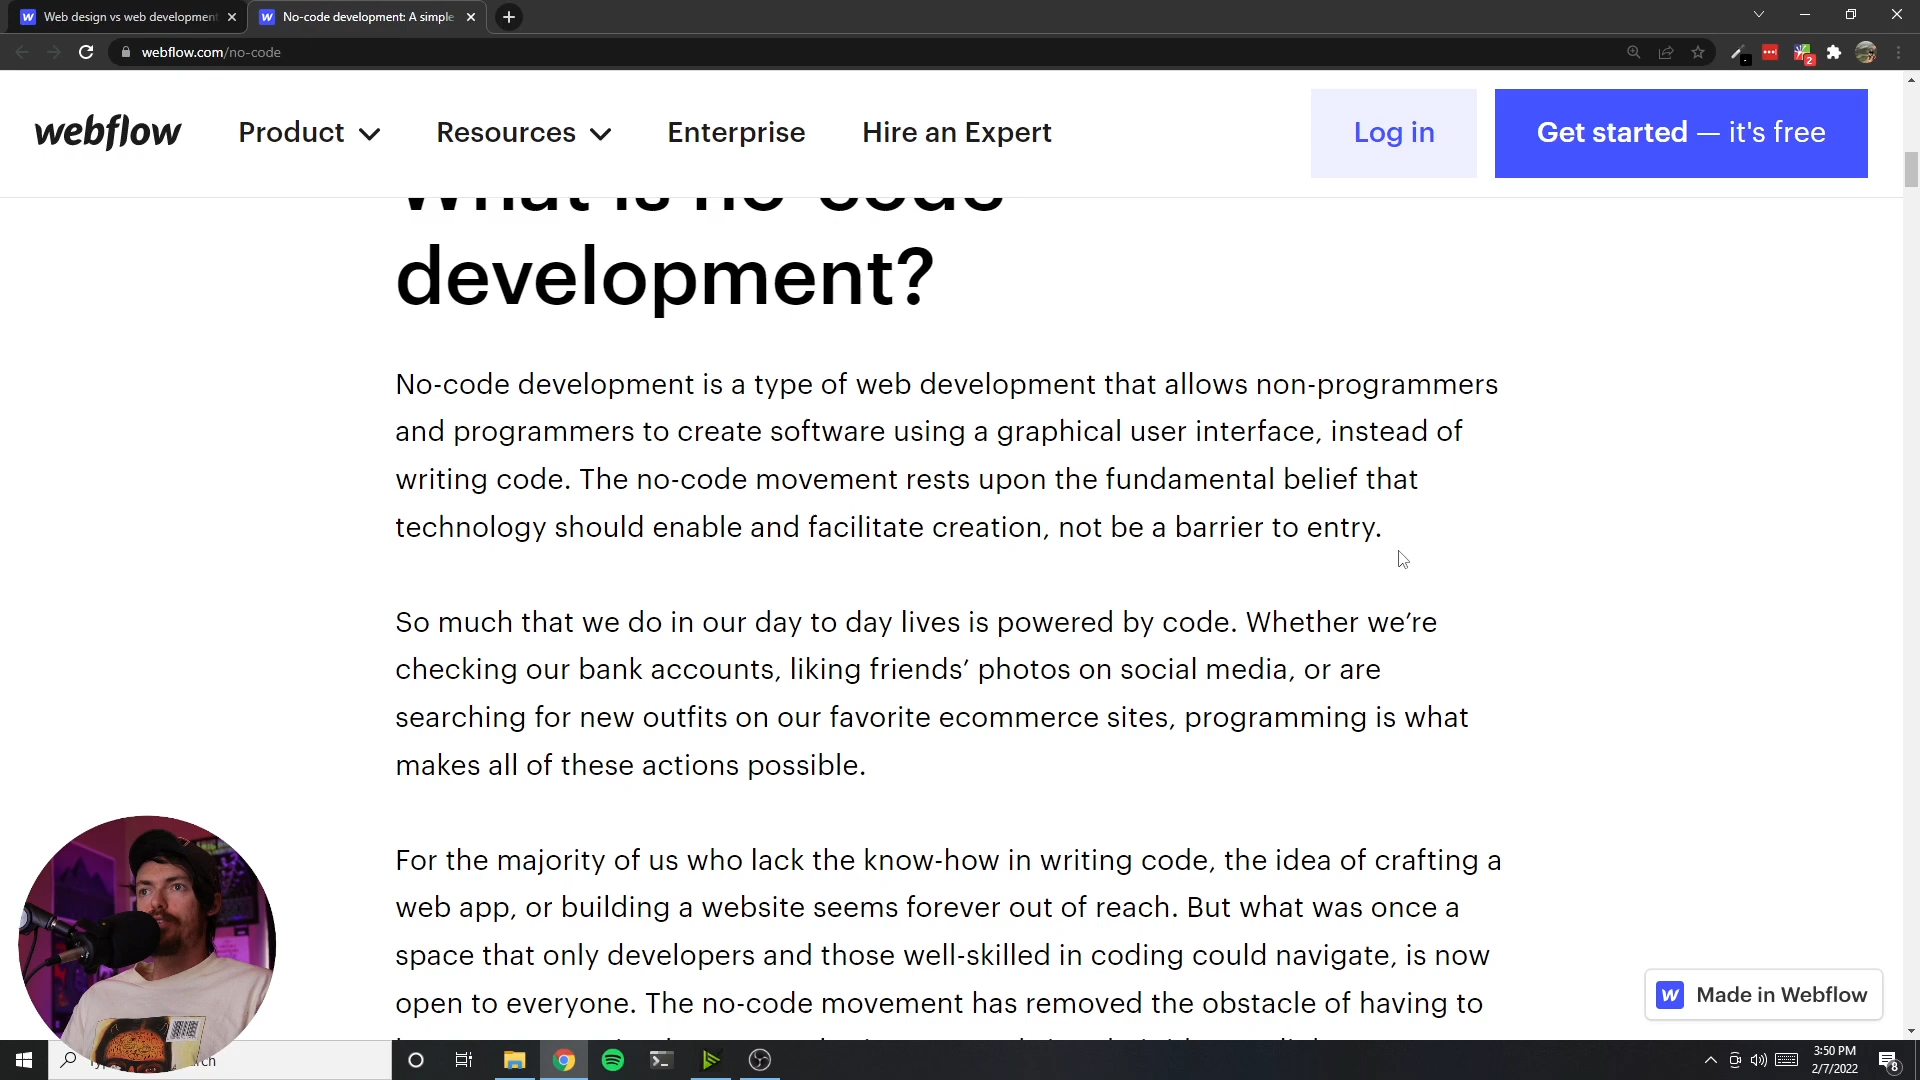 Web design vs web development
No-code development: A simple
webflow.com/no-code
2
webflow
Product
Resources
Enterprise
Hire an Expert
Log in
Get started — it's free
What is no-code
development?
No-code development is a type of web development that allows non-programmers
and programmers to create software using a graphical user interface, instead of
writing code. The no-code movement rests upon the fundamental belief that
technology should enable and facilitate creation, not be a barrier to entry.
So much that we do in our day to day lives is powered by code. Whether we’re
checking our bank accounts, liking friends’ photos on social media, or are
searching for new outfits on our favorite ecommerce sites, programming is what
makes all of these actions possible.
For the majority of us who lack the know-how in writing code, the idea of crafting a
web app, or building a website seems forever out of reach. But what was once a
space that only developers and those well-skilled in coding could navigate, is now
open to everyone. The no-code movement has removed the obstacle of having to
Made in Webflow
3:50 PM
2/7/2022
8